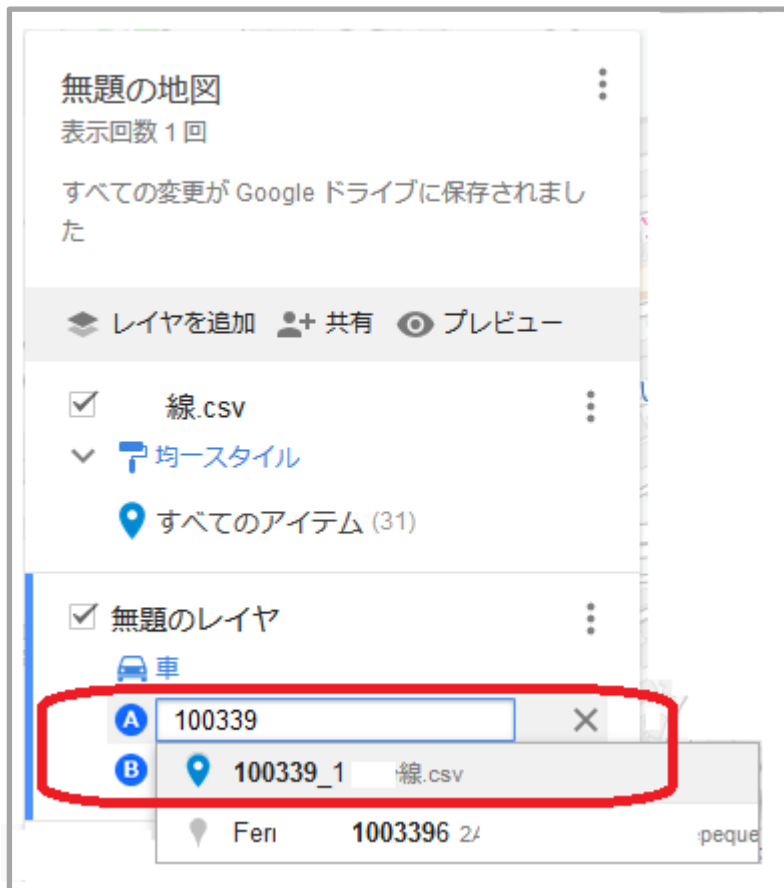 無題の地図
表示回数 1 回
すべての変更が Google ドライブに保存されまし
た
レイヤを追加 共有 プレビュー
線.csv
均一スタイル
すべてのアイテム (31)
無題のレイヤ
車
A 100339
B 100339_1 線.csv
1003396 peque